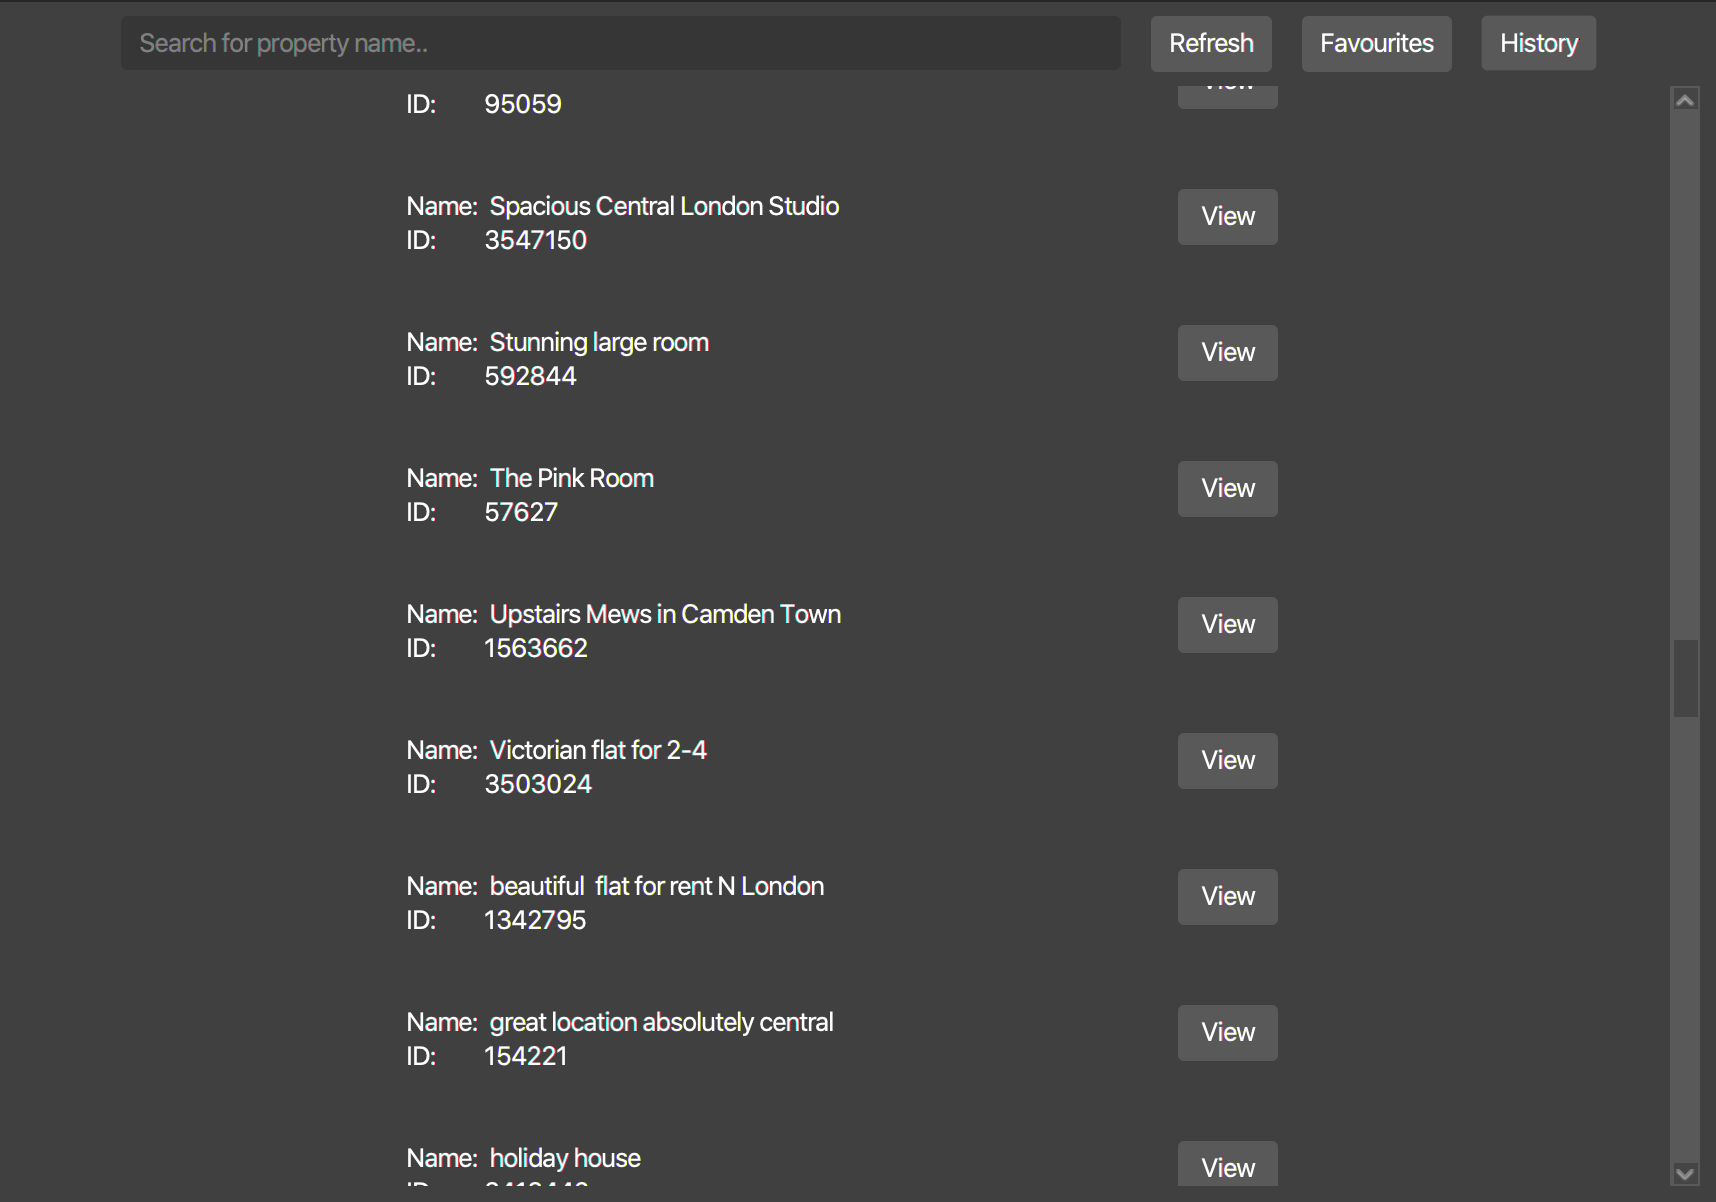 Search for property name..
Refresh
Favourites
History
ID: 95059
View
Name: Spacious Central London Studio
ID: 3547150
View
Name: Stunning large room
ID: 592844
View
Name: The Pink Room
ID: 57627
View
Name: Upstairs Mews in Camden Town
ID: 1563662
View
Name: Victorian flat for 2-4
ID: 3503024
View
Name: beautiful  flat for rent N London
ID: 1342795
View
Name: great location absolutely central
ID: 154221
View
Name: holiday house
ID:
View